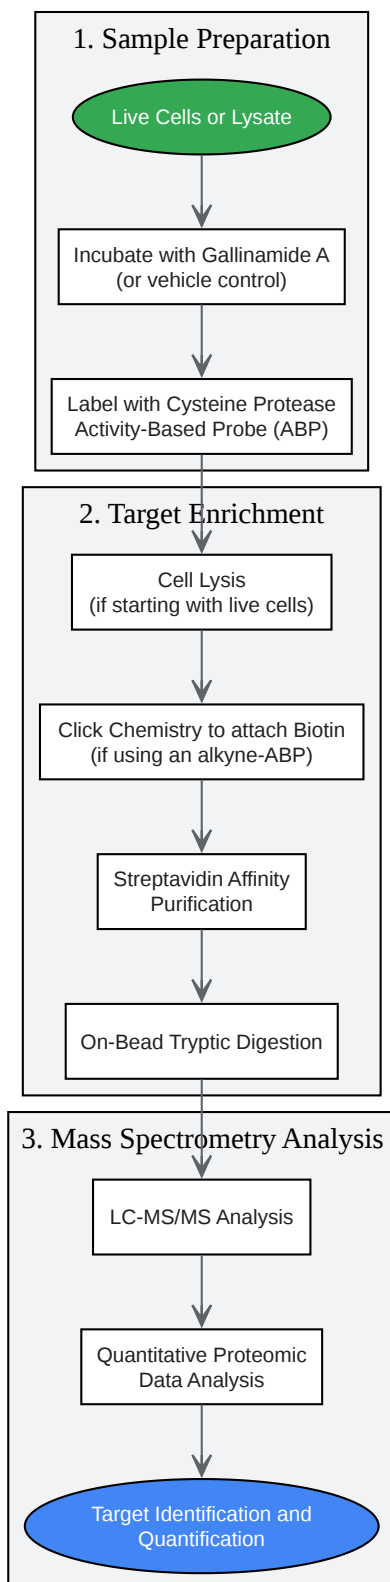 1. Sample Preparation
Live Cells or Lysate
Incubate with Gallinamide A
(or vehicle control)
Label with Cysteine Protease
Activity-Based Probe (ABP)
2. Target Enrichment
Cell Lysis
(if starting with live cells)
Click Chemistry to attach Biotin
(if using an alkyne-ABP)
Streptavidin Affinity
Purification
On-Bead Tryptic Digestion
3. Mass Spectrometry Analysis
LC-MS/MS Analysis
Quantitative Proteomic
Data Analysis
Target Identification and
Quantification